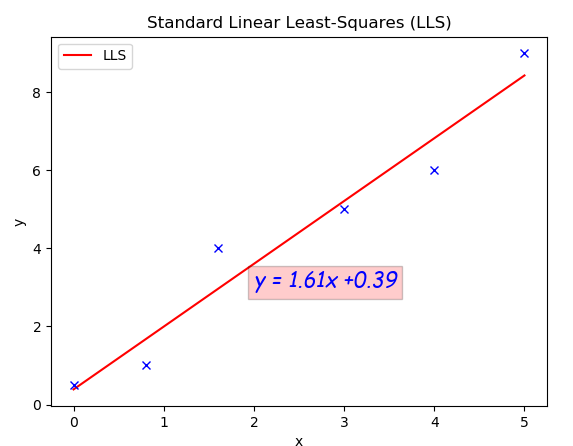 Standard Linear Least-Squares (LLS)
LLS
8
6
4
2
0
y
y = 1.61x +0.39
0 1 2 3 4 5
x